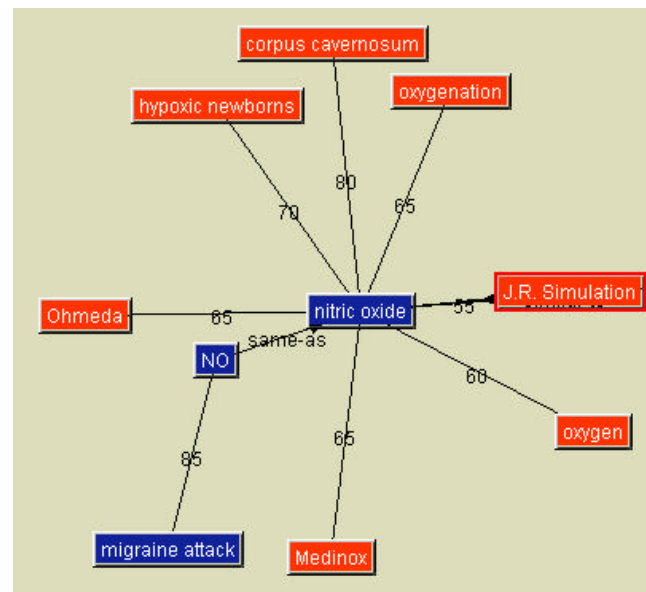 corpus cavernosum
oxygenation
hypoxic newborns
80
70
65
J.R. Simulation
nitric oxide
55
Ohmeda
65
same-as
NO
60
oxygen
65
85
migraine attack
Medinox